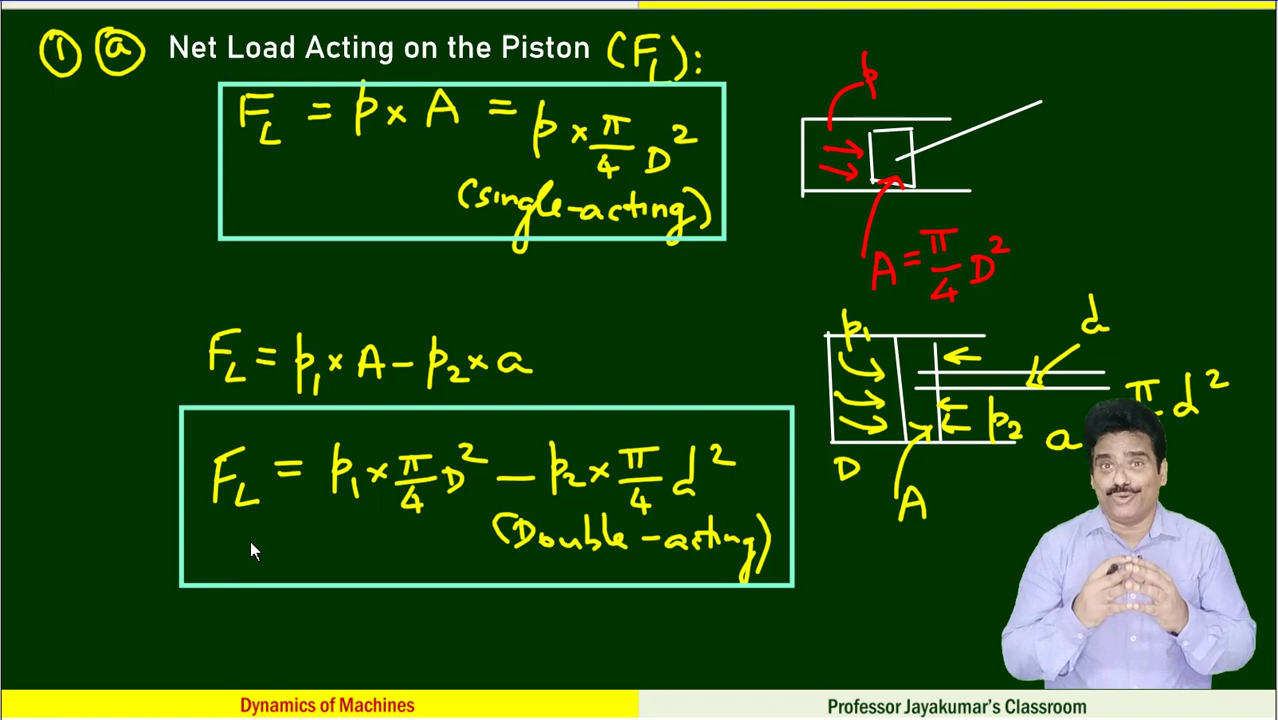 ① ⓐ Net Load Acting on the Piston (F_L):
F_L = p × A = p × π/4 D²
(single-acting)
p
A = π/4 D²
F_L = p₁ × A − p₂ × a
F_L = p₁ × π/4 D² − p₂ × π/4 d²
(Double-acting)
p₁
d
p₂
a
d²
D
A
Dynamics of Machines
Professor Jayakumar's Classroom